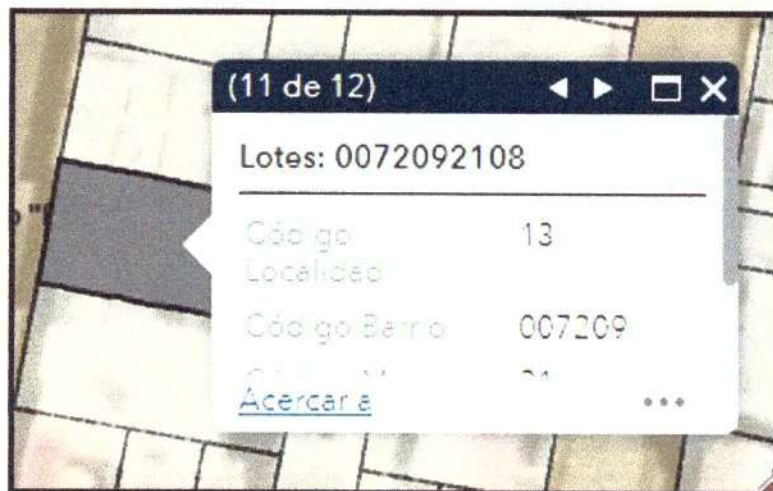 (11 de 12)
Lotes: 0072092108
Código 13
Localidad
Código Barrio 007209
Acercar a